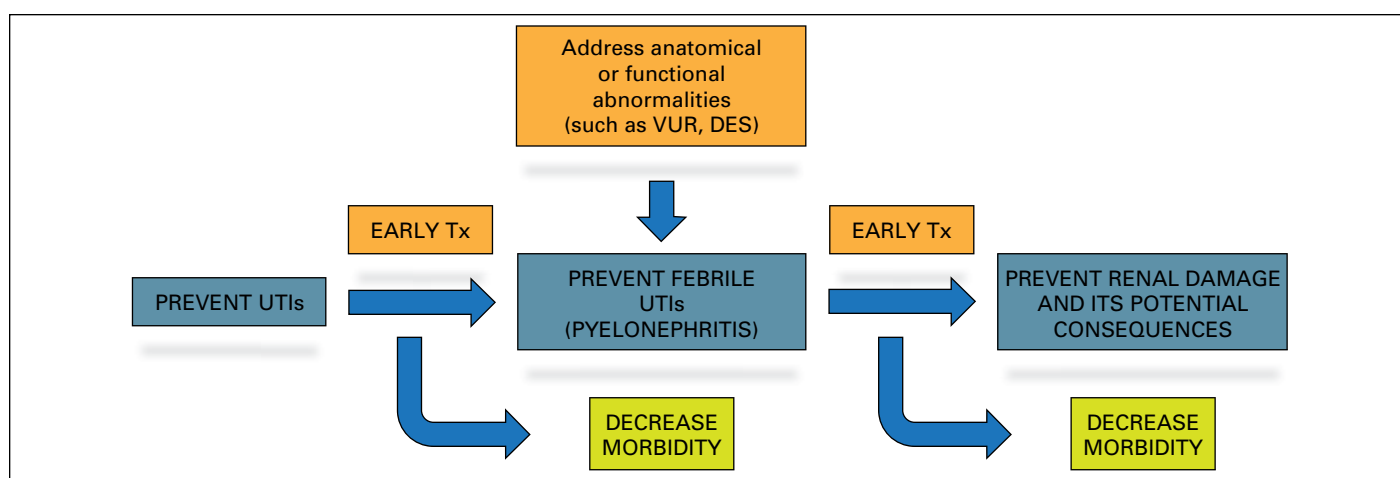 Address anatomical
or functional
abnormalities
(such as VUR, DES)
EARLY Tx
EARLY Tx
PREVENT UTIs
PREVENT FEBRILE
UTIs
(PYELONEPHRITIS)
PREVENT RENAL DAMAGE
AND ITS POTENTIAL
CONSEQUENCES
DECREASE
MORBIDITY
DECREASE
MORBIDITY